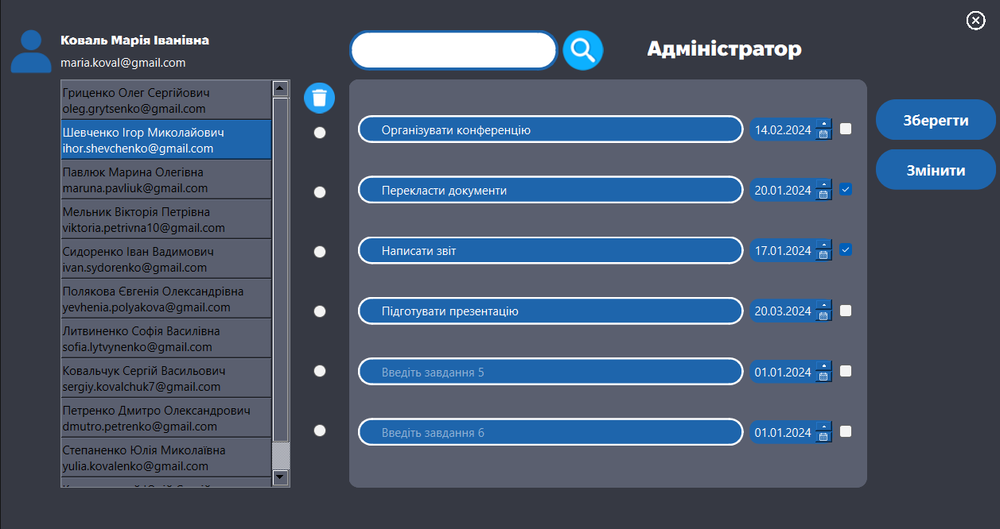 Коваль Марія Іванівна
maria.koval@gmail.com
Адміністратор
Гриценко Олег Сергійович
oleg.grytsenko@gmail.com
Шевченко Ігор Миколайович
ihor.shevchenko@gmail.com
Павлюк Марина Олегівна
maruna.pavliuk@gmail.com
Мельник Вікторія Петрівна
viktoria.petrivna10@gmail.com
Сидоренко Іван Вадимович
ivan.sydorenko@gmail.com
Полякова Євгенія Олександрівна
yevhenia.polyakova@gmail.com
Литвиненко Софія Василівна
sofia.lytvynenko@gmail.com
Ковальчук Сергій Васильович
sergiy.kovalchuk7@gmail.com
Петренко Дмитро Олександрович
dmutro.petrenko@gmail.com
Степаненко Юлія Миколаївна
yulia.kovalenko@gmail.com
Організувати конференцію 14.02.2024
Перекласти документи 20.01.2024
Написати звіт 17.01.2024
Підготувати презентацію 20.03.2024
Введіть завдання 5 01.01.2024
Введіть завдання 6 01.01.2024
Зберегти
Змінити